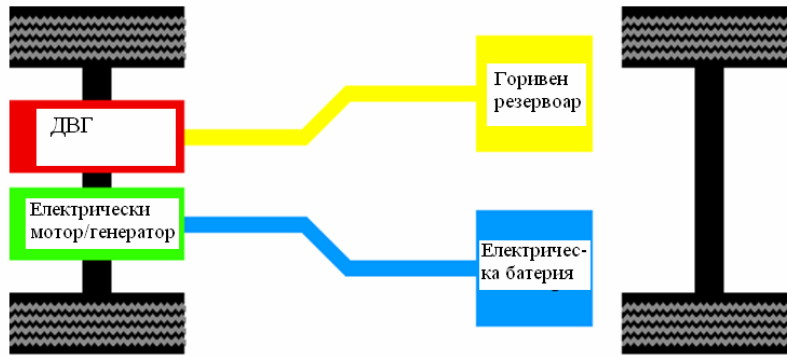 ДВГ
Горивен
резервоар
Електрически
мотор/генератор
Електричес-
ка батерия